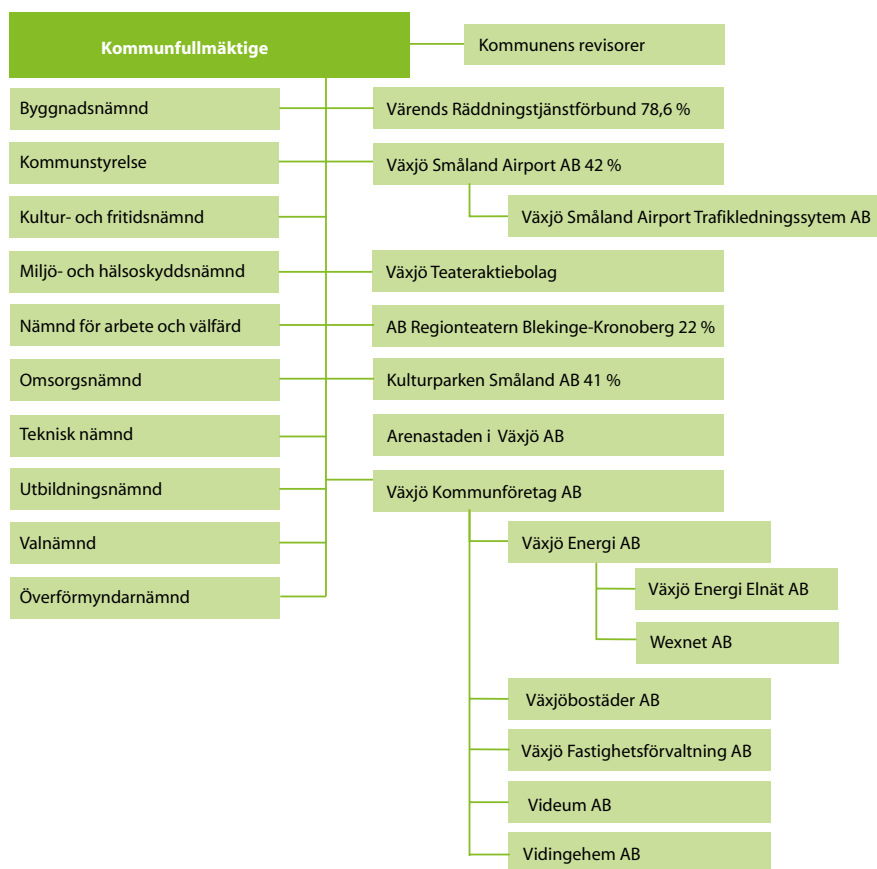 Kommunfullmäktige
Kommunens revisorer
Byggnadsnämnd
Värends Räddningstjänstförbund 78,6 %
Kommunstyrelse
Växjö Småland Airport AB 42 %
Kultur- och fritidsnämnd
Växjö Småland Airport Trafikledningssytem AB
Miljö- och hälsoskyddsnämnd
Växjö Teateraktiebolag
Nämnd för arbete och välfärd
AB Regionteatern Blekinge-Kronoberg 22 %
Omsorgsnämnd
Kulturparken Småland AB 41 %
Teknisk nämnd
Arenastaden i Växjö AB
Utbildningsnämnd
Växjö Kommunföretag AB
Valnämnd
Växjö Energi AB
Överförmyndarnämnd
Växjö Energi Elnät AB
Wexnet AB
Växjöbostäder AB
Växjö Fastighetsförvaltning AB
Videum AB
Vidingehem AB